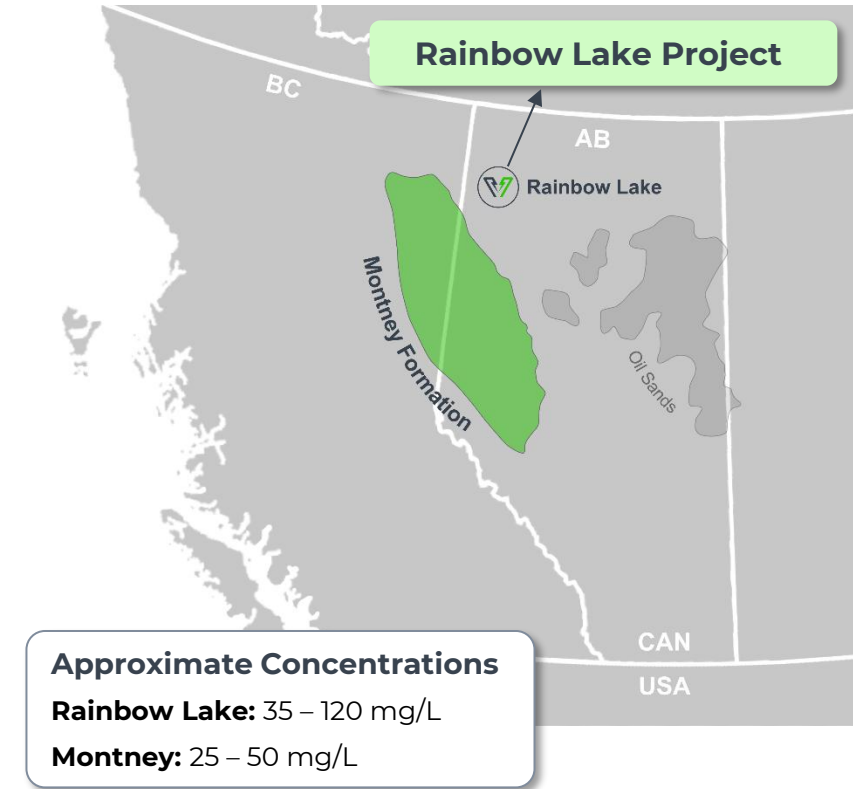 Rainbow Lake Project
BC
AB
Rainbow Lake
Montney Formation
Oil Sands
CAN
USA
Approximate Concentrations
Rainbow Lake: 35 – 120 mg/L
Montney: 25 – 50 mg/L